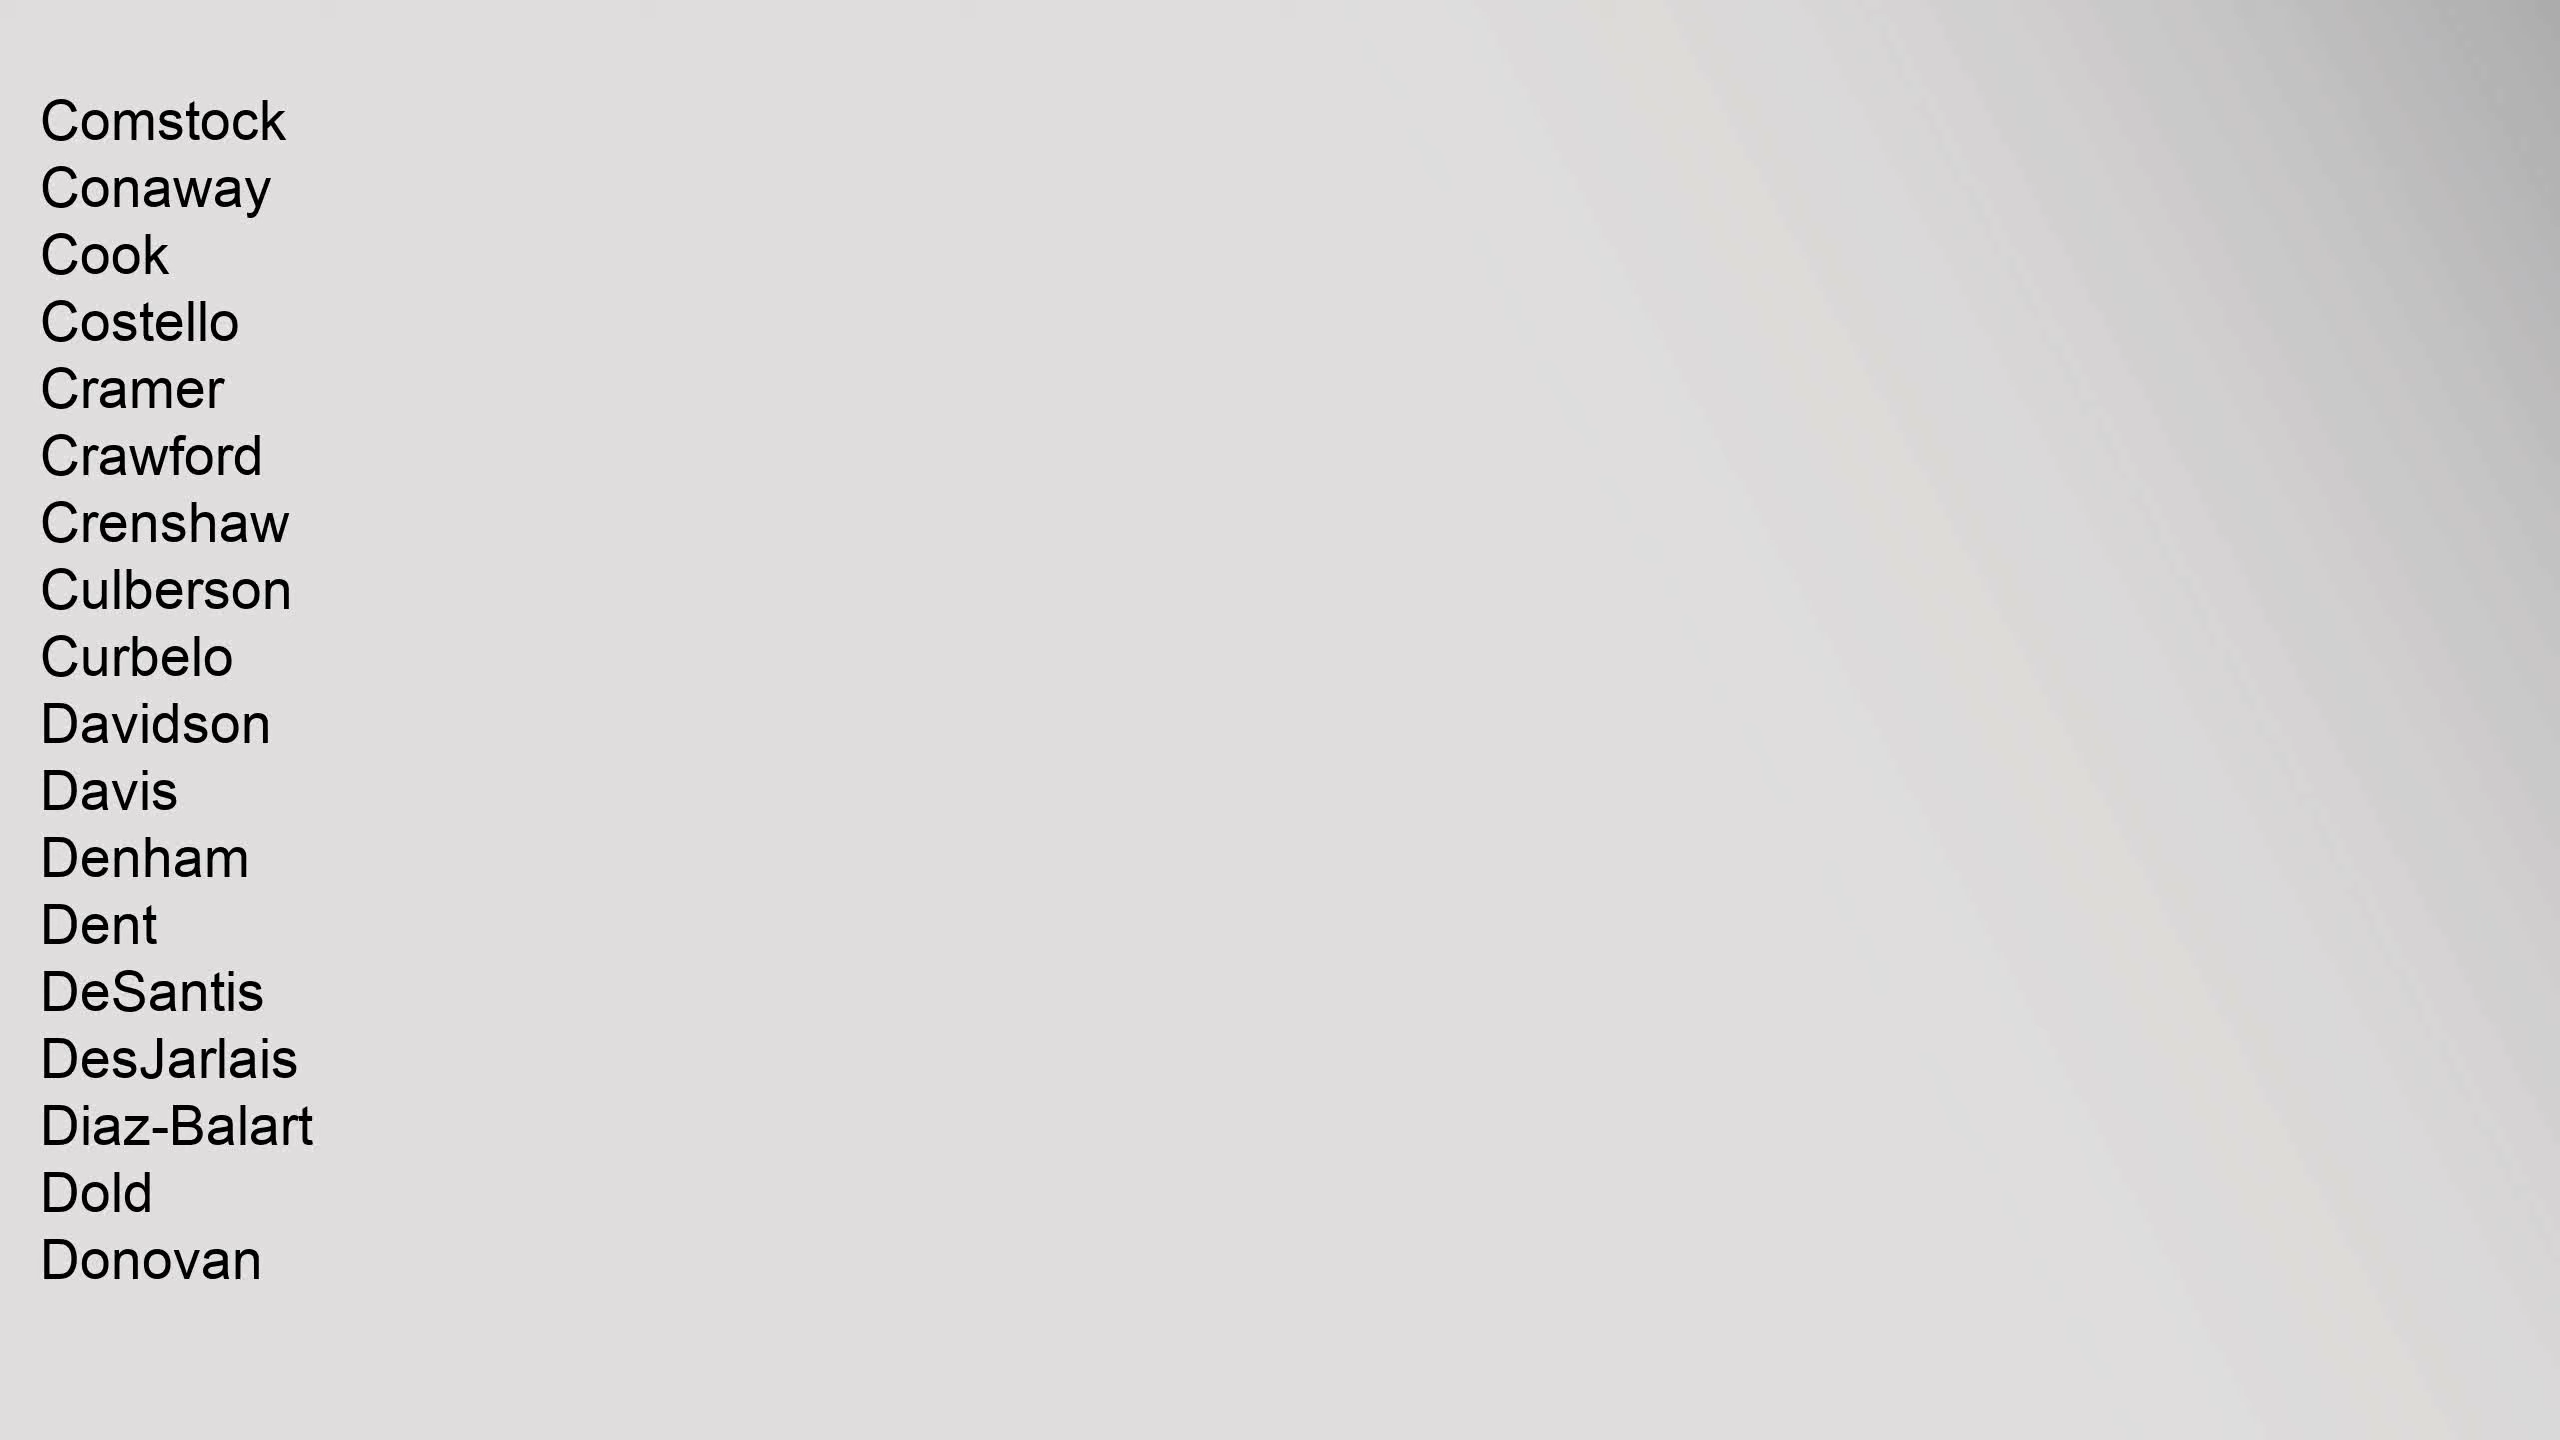 Comstock
Conaway
Cook
Costello
Cramer
Crawford
Crenshaw
Culberson
Curbelo
Davidson
Davis
Denham
Dent
DeSantis
DesJarlais
Diaz-Balart
Dold
Donovan